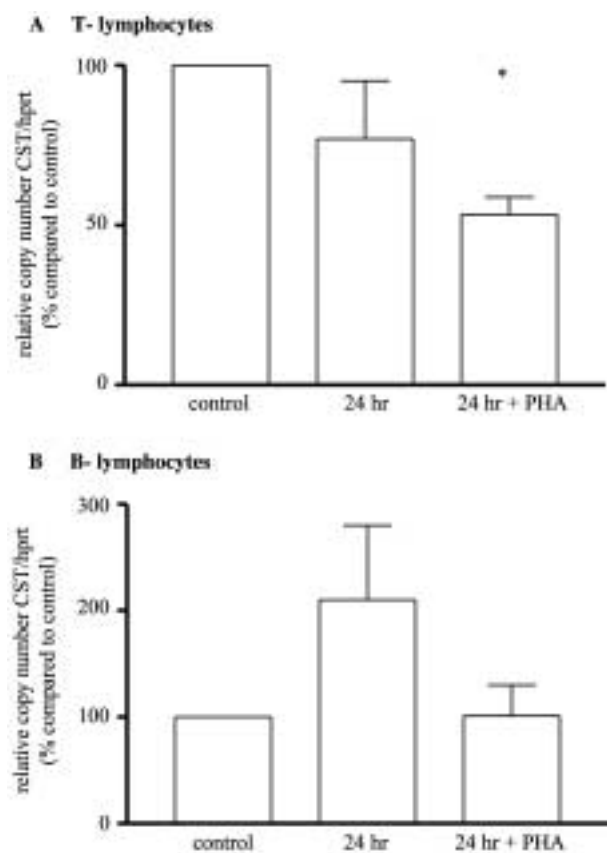 A T- lymphocytes
relative copy number CST/hprt
(% compared to control)
100
50
0
*
control 24 hr 24 hr + PHA
B B- lymphocytes
relative copy number CST/hprt
(% compared to control)
300
200
100
0
control 24 hr 24 hr + PHA